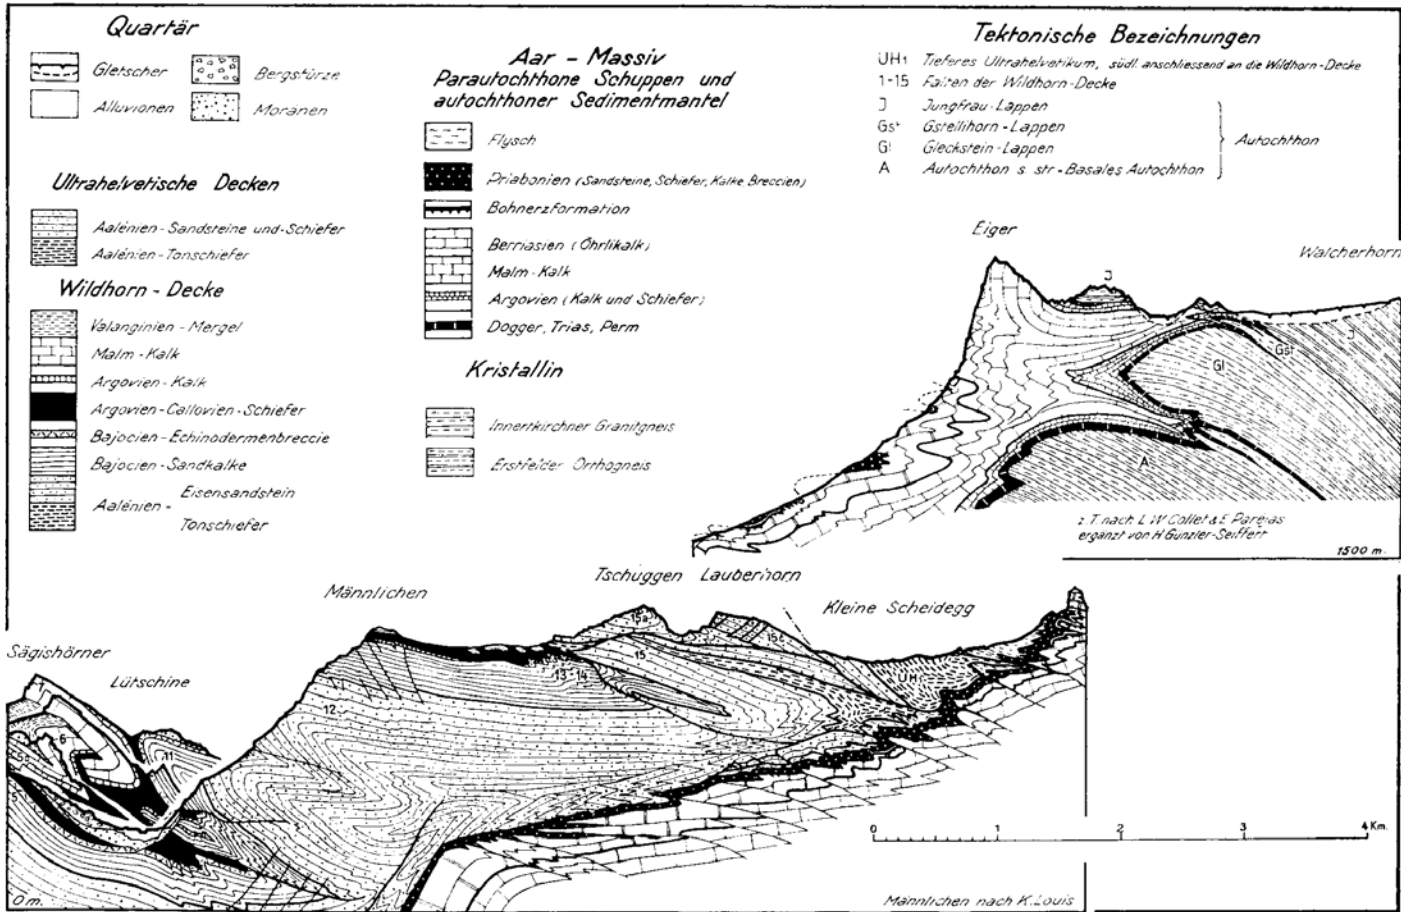 Quartär
Gletscher
Bergstürze
Alluvionen
Moränen
Ultrahelvetische Decken
Aalénien-Sandsteine und-Schiefer
Aalénien-Tonschiefer
Wildhorn-Decke
Valanginien-Mergel
Malm-Kalk
Argovien-Kalk
Argovien-Callovien-Schiefer
Bajocien-Echinodermenbreccie
Bajocien-Sandkalke
Aalénien- Eisensandstein
Tonschiefer
Aar-Massiv
Parautochthone Schuppen und
autochthoner Sedimentmantel
Flysch
Priabonien (Sandsteine, Schiefer, Kalke, Breccien)
Bohnerzformation
Berriasien (Öhrlikalk)
Malm-Kalk
Argovien (Kalk und Schiefer)
Dogger, Trias, Perm
Kristallin
Innertkirchner Granitgneis
Erstfelder Orthogneis
Tektonische Bezeichnungen
UH1 Tieferes Ultrahelvetikum, südl. anschliessend an die Wildhorn-Decke
1-15 Falten der Wildhorn-Decke
J Jungfrau-Lappen
Gst Gstellihorn-Lappen
Gl Gleckstein-Lappen
A Autochthon s. str-Basales Autochthon
Autochthon
Eiger
Walcherhorn
J
J
Gst
Gl
A
z. T. nach L. W. Collet & E. Paréjas
ergänzt von H. Günzler-Seiffert
1500 m.
Tschuggen Lauberhorn
Männlichen
Kleine Scheidegg
Sägishörner
Lütschine
15a
15
13-14
UH1
12
6
11
0 1 2 3 4 Km.
0 m.
Männlichen nach K. Louis